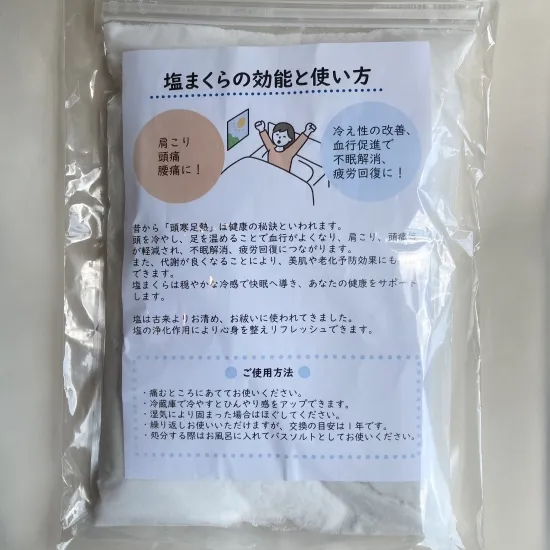 塩まくらの効能と使い方
肩こり
頭痛
腰痛に！
冷え性の改善、
血行促進で
不眠解消、
疲労回復に！
昔から「頭寒足熱」は健康の秘訣といわれます。
頭を冷やし、足を温めることで血行がよくなり、肩こり、頭痛
が軽減され、不眠解消、疲労回復につながります。
また、代謝が良くなることにより、美肌や老化予防効果にも
できます。
塩まくらは穏やかな冷感で快眠へ導き、あなたの健康をサポート
します。
塩は古来よりお清め、お祓いに使われてきました。
塩の浄化作用により心身を整えリフレッシュできます。
ご使用方法
・痛むところにあててお使いください。
・冷蔵庫で冷やすとひんやり感をアップできます。
・湿気により固まった場合はほぐしてください。
・繰り返しお使いいただけますが、交換の目安は１年です。
・処分する際はお風呂に入れてバスソルトとしてお使いください。